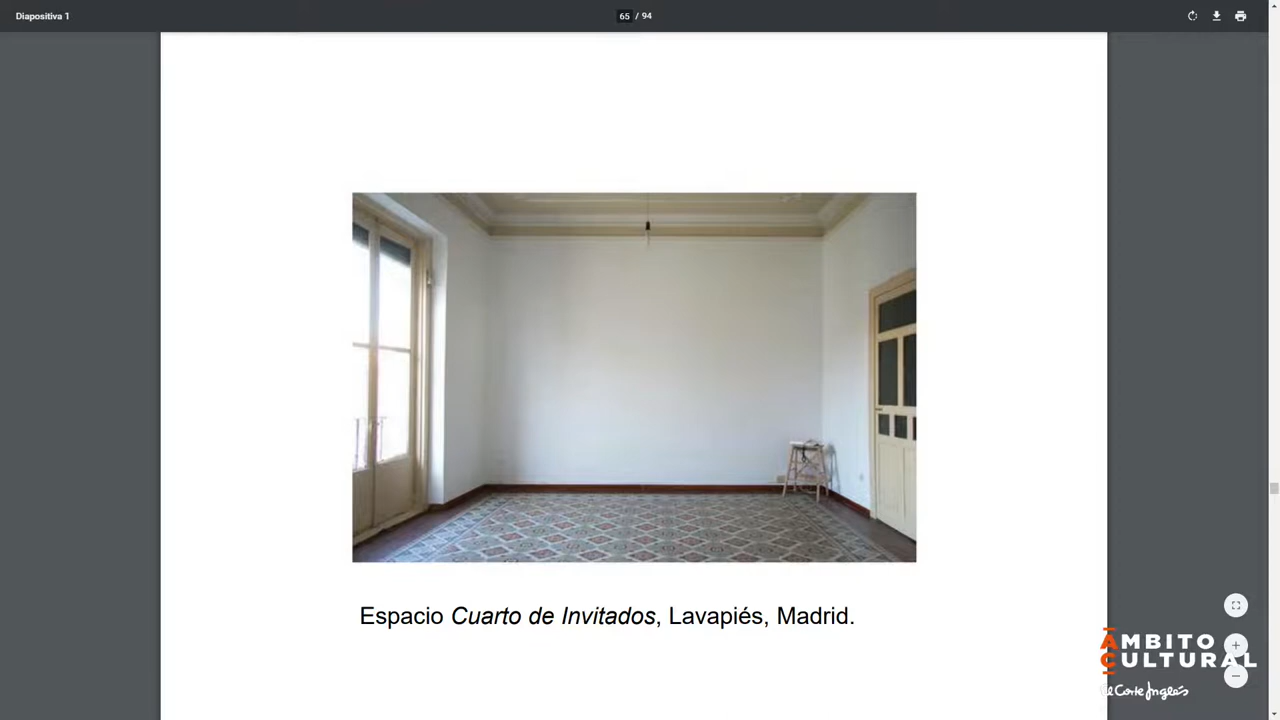 Diapositiva 1
65 / 94
Espacio Cuarto de Invitados, Lavapiés, Madrid.
ÁMBITO
CULTURAL
El Corte Inglés